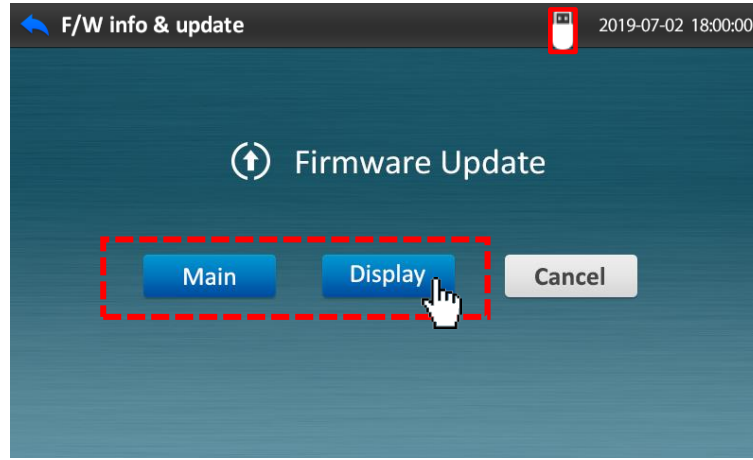 F/W info & update 2019-07-02 18:00:00
Firmware Update
Main Display Cancel